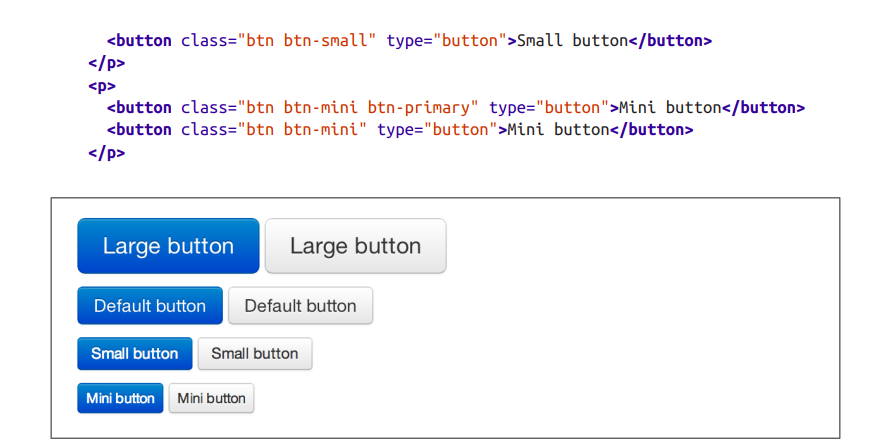 <button class="btn btn-small" type="button">Small button</button>
</p>
<p>
<button class="btn btn-mini btn-primary" type="button">Mini button</button>
<button class="btn btn-mini" type="button">Mini button</button>
</p>
Large button Large button
Default button Default button
Small button Small button
Mini button Mini button